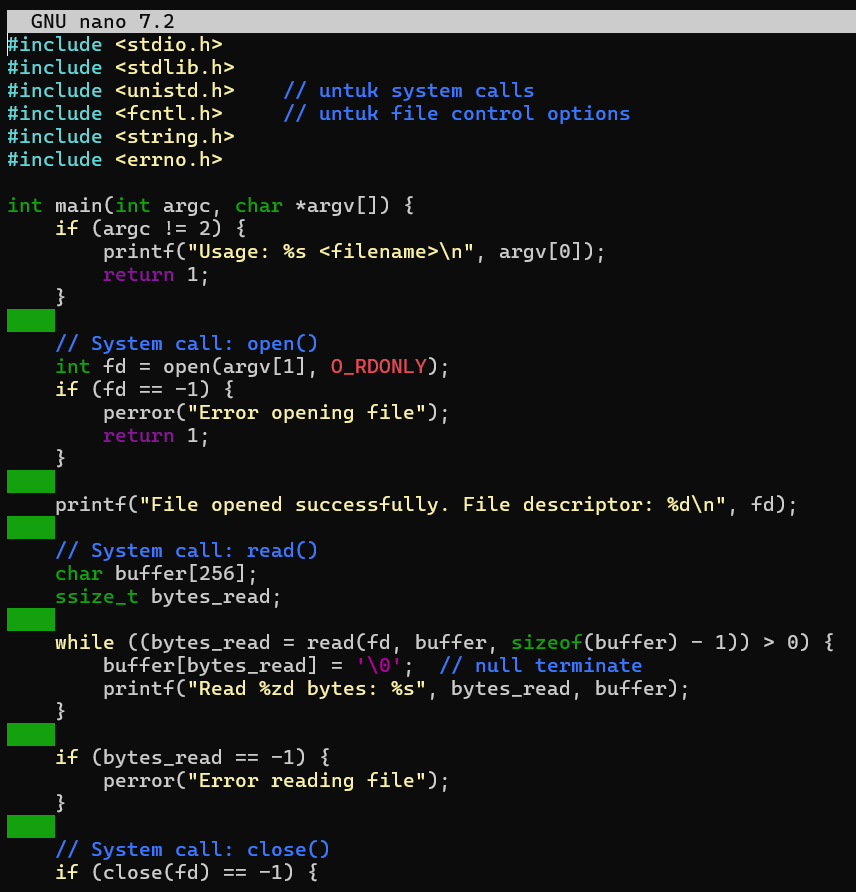 GNU nano 7.2
#include <stdio.h>
#include <stdlib.h>
#include <unistd.h>    // untuk system calls
#include <fcntl.h>     // untuk file control options
#include <string.h>
#include <errno.h>

int main(int argc, char *argv[]) {
    if (argc != 2) {
        printf("Usage: %s <filename>\n", argv[0]);
        return 1;
    }

    // System call: open()
    int fd = open(argv[1], O_RDONLY);
    if (fd == -1) {
        perror("Error opening file");
        return 1;
    }

    printf("File opened successfully. File descriptor: %d\n", fd);

    // System call: read()
    char buffer[256];
    ssize_t bytes_read;

    while ((bytes_read = read(fd, buffer, sizeof(buffer) - 1)) > 0) {
        buffer[bytes_read] = '\0';  // null terminate
        printf("Read %zd bytes: %s", bytes_read, buffer);
    }

    if (bytes_read == -1) {
        perror("Error reading file");
    }

    // System call: close()
    if (close(fd) == -1) {